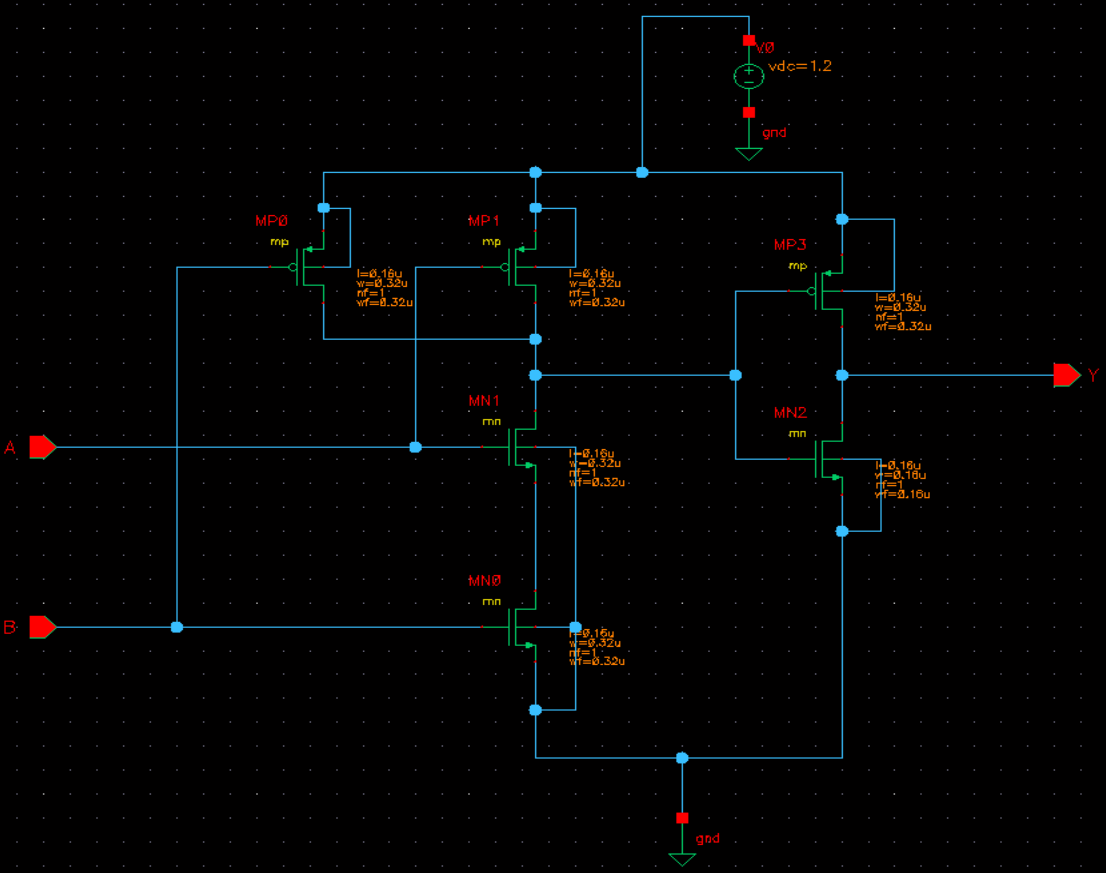 V0
vdc=1.2
gnd
MP0
mp
l=0.16u
w=0.32u
nf=1
wf=0.32u
MP1
mp
l=0.16u
w=0.32u
nf=1
wf=0.32u
MP3
mp
l=0.16u
w=0.32u
nf=1
wf=0.32u
Y
MN1
mn
l=0.16u
w=0.32u
nf=1
wf=0.32u
MN2
mn
l=0.16u
w=0.16u
nf=1
wf=0.16u
A
MN0
mn
l=0.16u
w=0.32u
nf=1
wf=0.32u
B
gnd